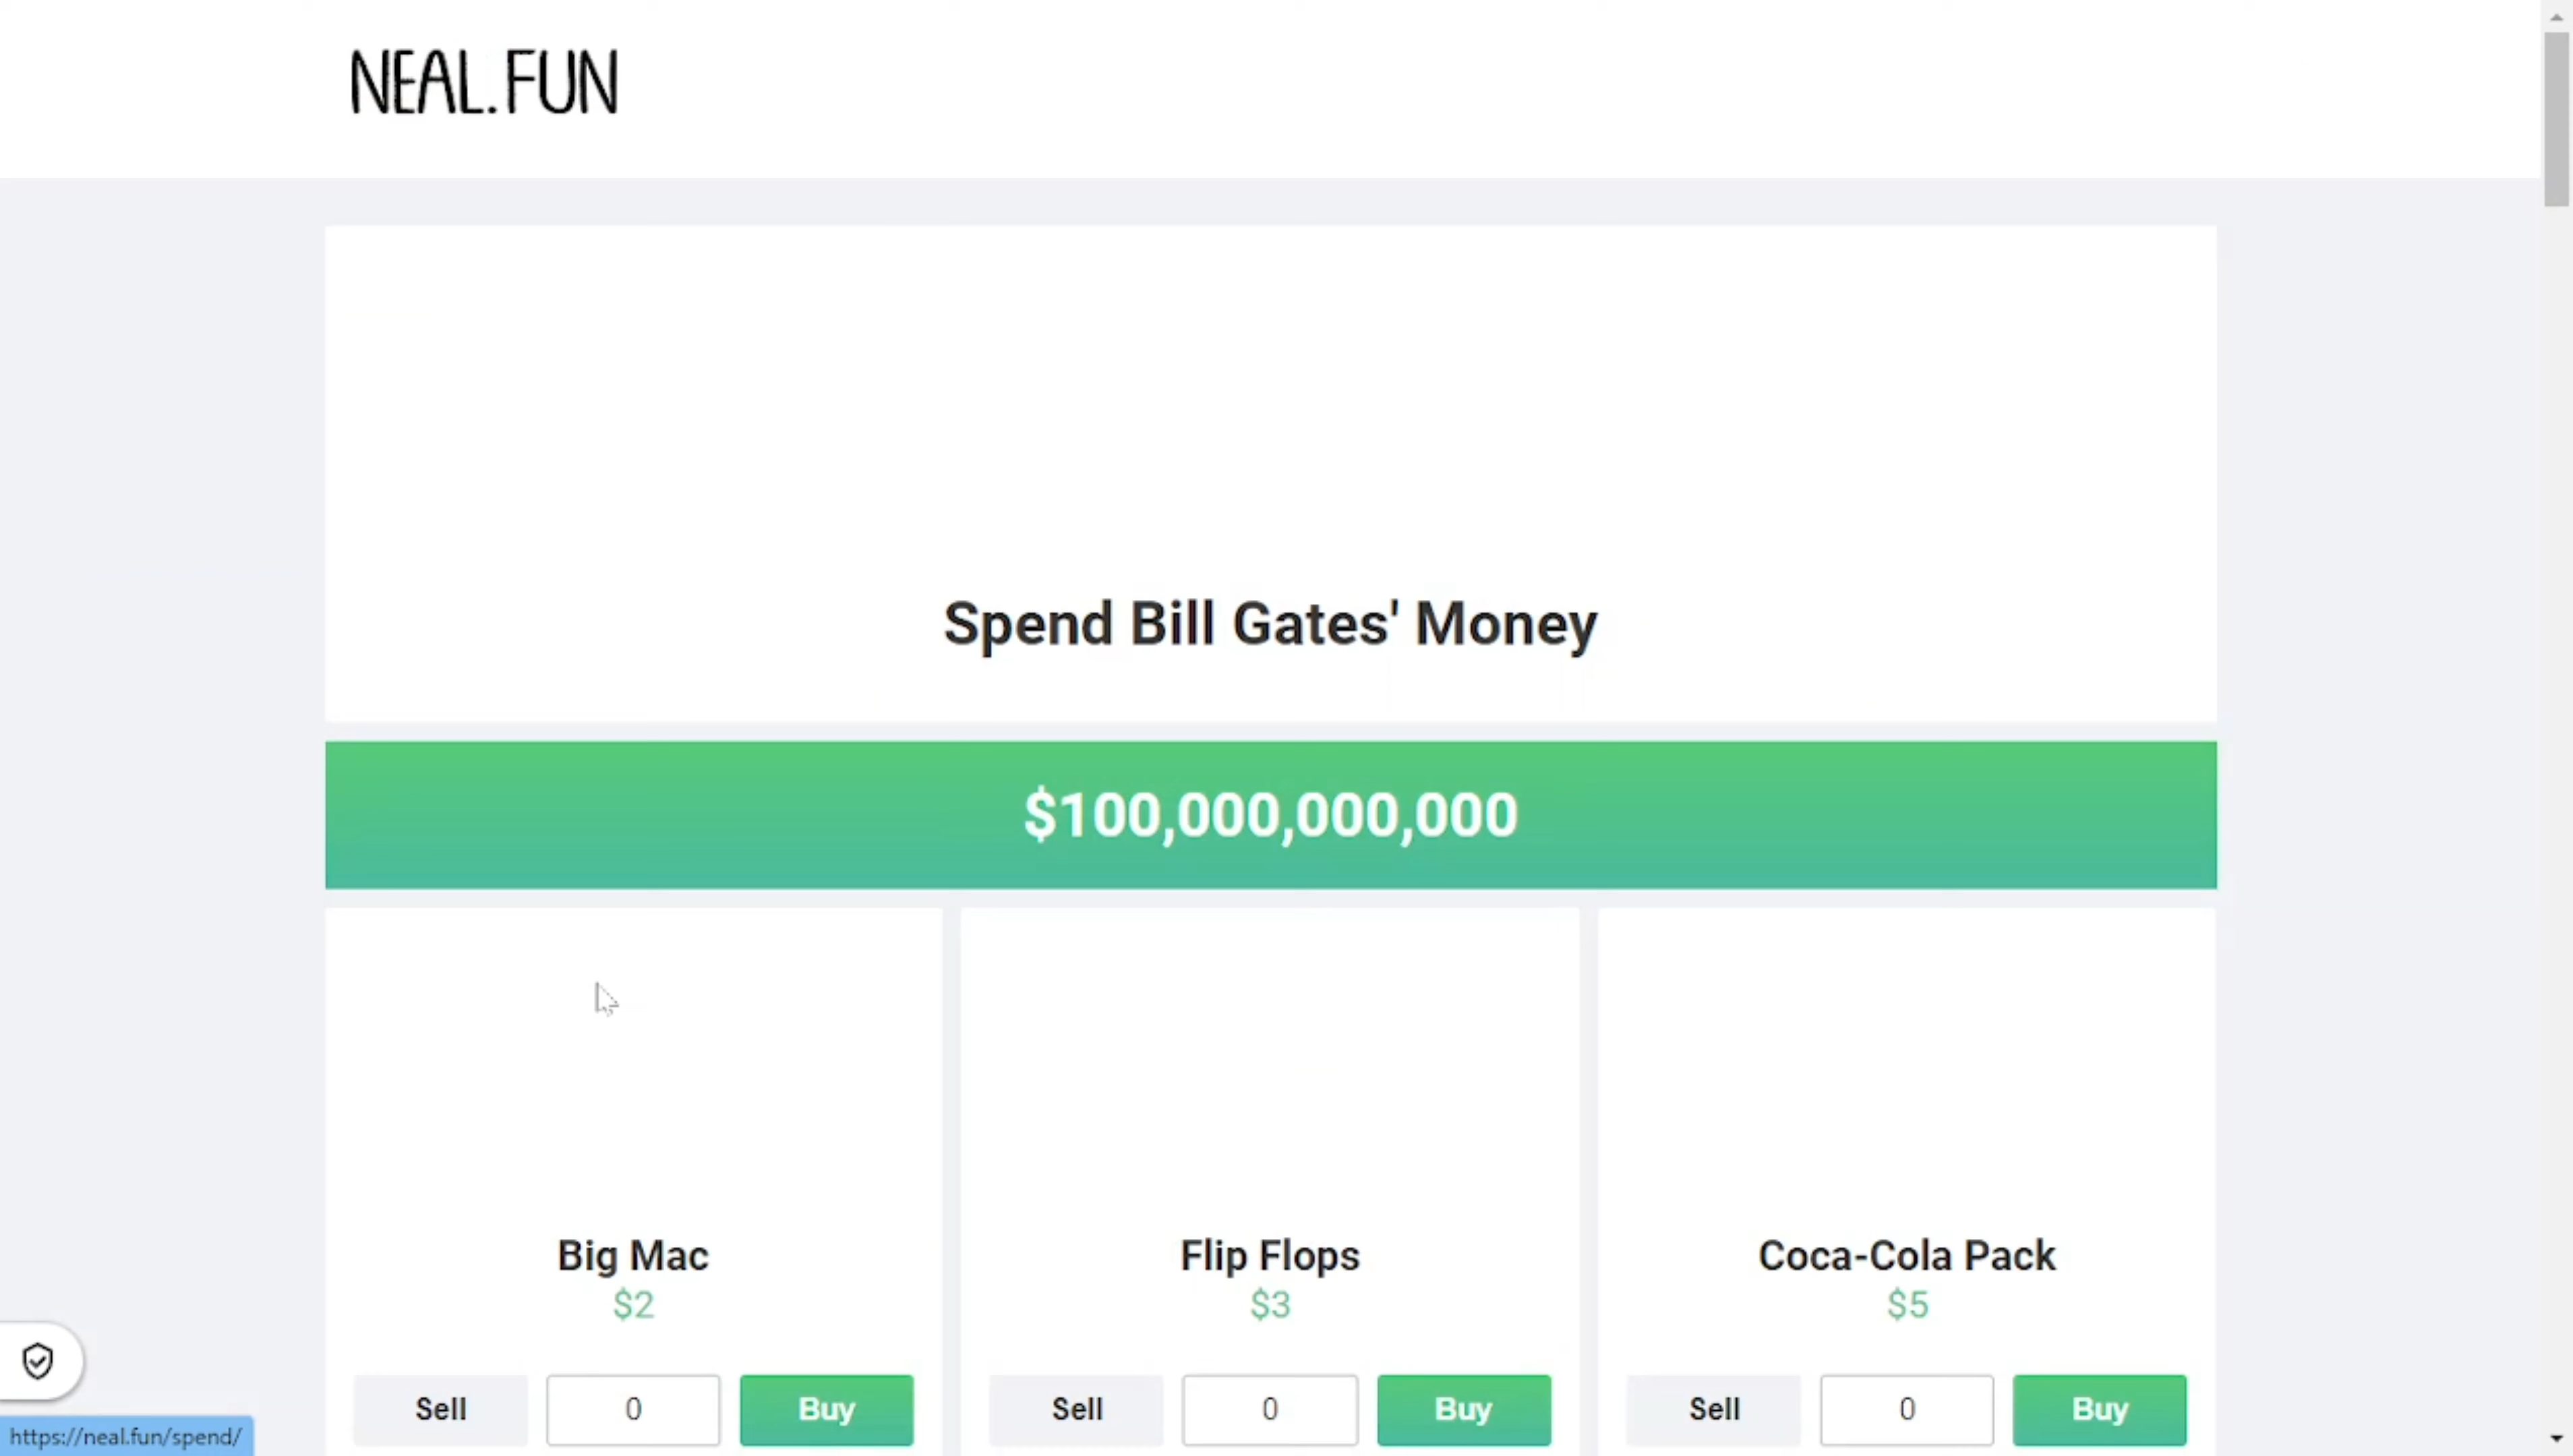 NEAL.FUN
Spend Bill Gates' Money
$100,000,000,000
Big Mac
$2
Sell
0
Buy
Flip Flops
$3
Sell
0
Buy
Coca-Cola Pack
$5
Sell
0
Buy
https://neal.fun/spend/